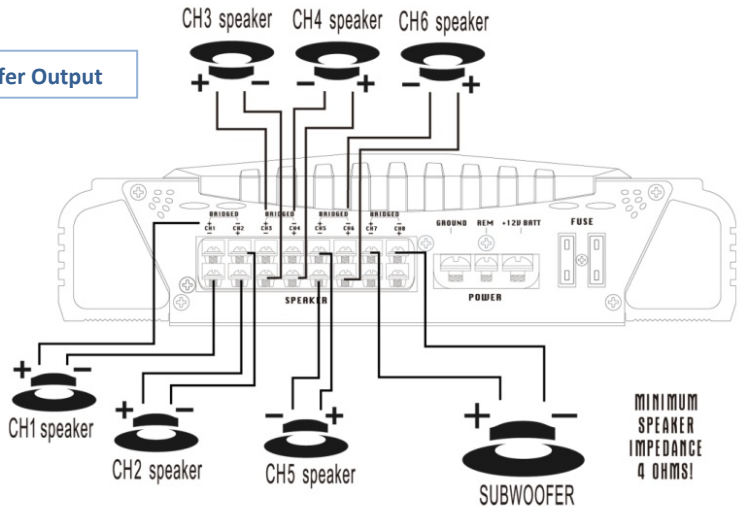 CH3 speaker CH4 speaker CH6 speaker
fer Output
+ − − + − +
BRIDGED BRIDGED BRIDGED BRIDGED
+ − + − + − + −
CH1 CH2 CH3 CH4 CH5 CH6 CH7 CH8
− + − + − + − +
GROUND REM +12V BATT FUSE
SPEAKER POWER
+ −
CH1 speaker
+ −
CH2 speaker
− +
CH5 speaker
+ −
SUBWOOFER
MINIMUM
SPEAKER
IMPEDANCE
4 OHMS!